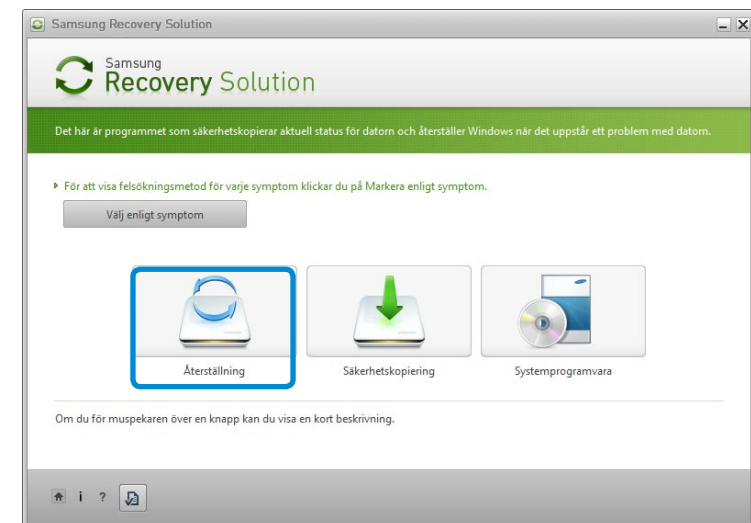 Samsung Recovery Solution
Samsung
Recovery Solution
Det här är programmet som säkerhetskopierar aktuell status för datorn och återställer Windows när det uppstår ett problem med datorn.
För att visa felsökningsmetod för varje symptom klickar du på Markera enligt symptom.
Välj enligt symptom
Återställning Säkerhetskopiering Systemprogramvara
Om du för muspekaren över en knapp kan du visa en kort beskrivning.
i ?